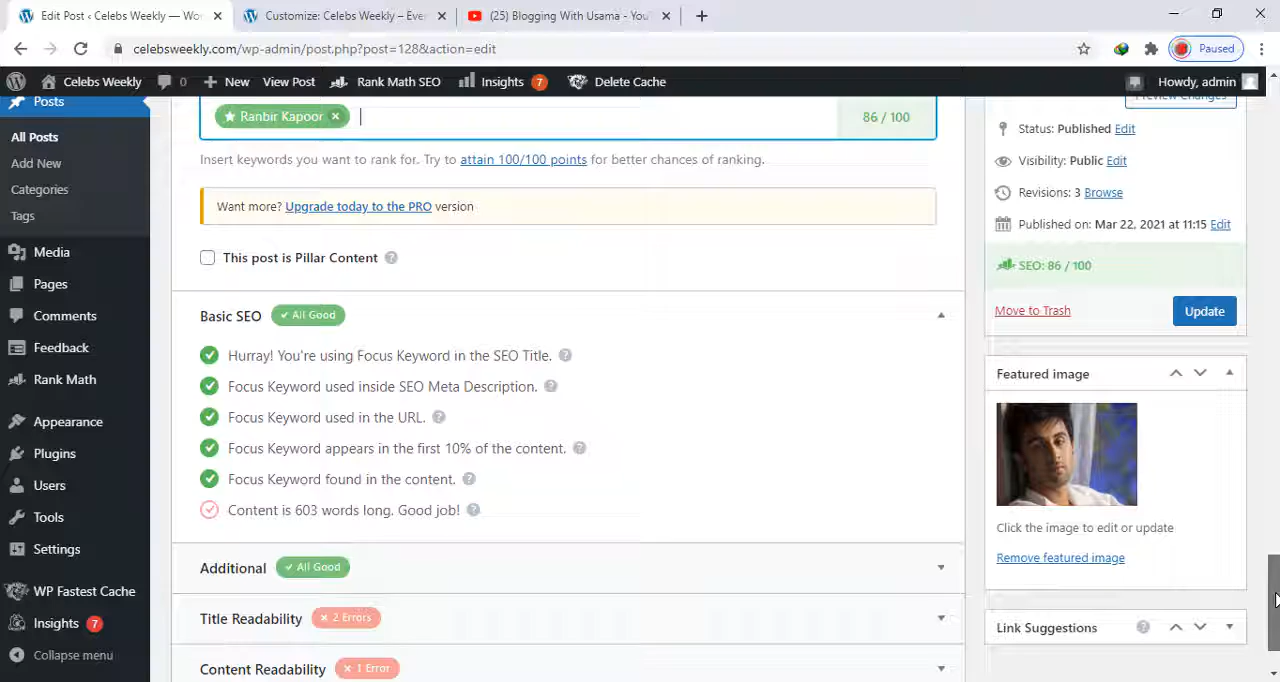 Edit Post ‹ Celebs Weekly — Wor
Customize: Celebs Weekly – Ever
(25) Blogging With Usama - YouT
celebsweekly.com/wp-admin/post.php?post=128&action=edit
Paused
Celebs Weekly
0
New
View Post
Rank Math SEO
Insights 7
Delete Cache
Howdy, admin
Posts
All Posts
Add New
Categories
Tags
Media
Pages
Comments
Feedback
Rank Math
Appearance
Plugins
Users
Tools
Settings
WP Fastest Cache
Insights 7
Collapse menu
Ranbir Kapoor
86 / 100
Insert keywords you want to rank for. Try to attain 100/100 points for better chances of ranking.
Want more? Upgrade today to the PRO version
This post is Pillar Content
Basic SEO All Good
Hurray! You're using Focus Keyword in the SEO Title.
Focus Keyword used inside SEO Meta Description.
Focus Keyword used in the URL.
Focus Keyword appears in the first 10% of the content.
Focus Keyword found in the content.
Content is 603 words long. Good job!
Additional All Good
Title Readability × 2 Errors
Content Readability × 1 Error
Preview Changes
Status: Published Edit
Visibility: Public Edit
Revisions: 3 Browse
Published on: Mar 22, 2021 at 11:15 Edit
SEO: 86 / 100
Move to Trash
Update
Featured image
Click the image to edit or update
Remove featured image
Link Suggestions